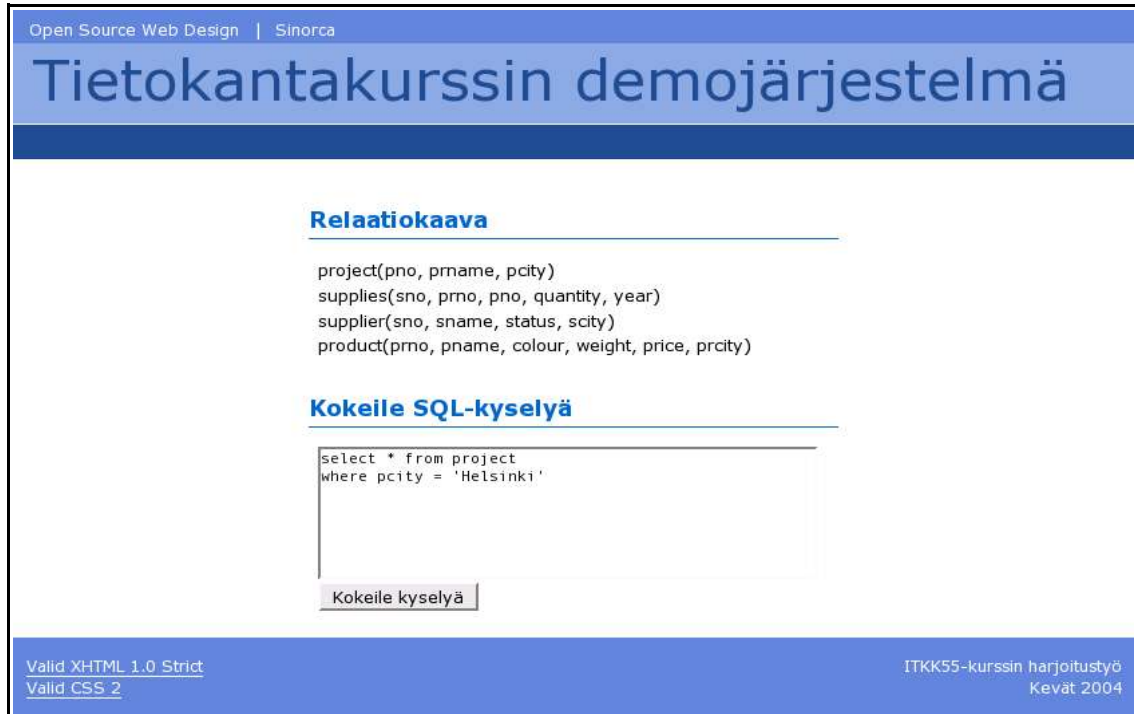 Open Source Web Design | Sinorca
Tietokantakurssin demojärjestelmä
Relaatiokaava
project(pno, prname, pcity)
supplies(sno, prno, pno, quantity, year)
supplier(sno, sname, status, scity)
product(prno, pname, colour, weight, price, prcity)
Kokeile SQL-kyselyä
select * from project
where pcity = 'Helsinki'
Kokeile kyselyä
Valid XHTML 1.0 Strict
Valid CSS 2
ITKK55-kurssin harjoitustyö
Kevät 2004